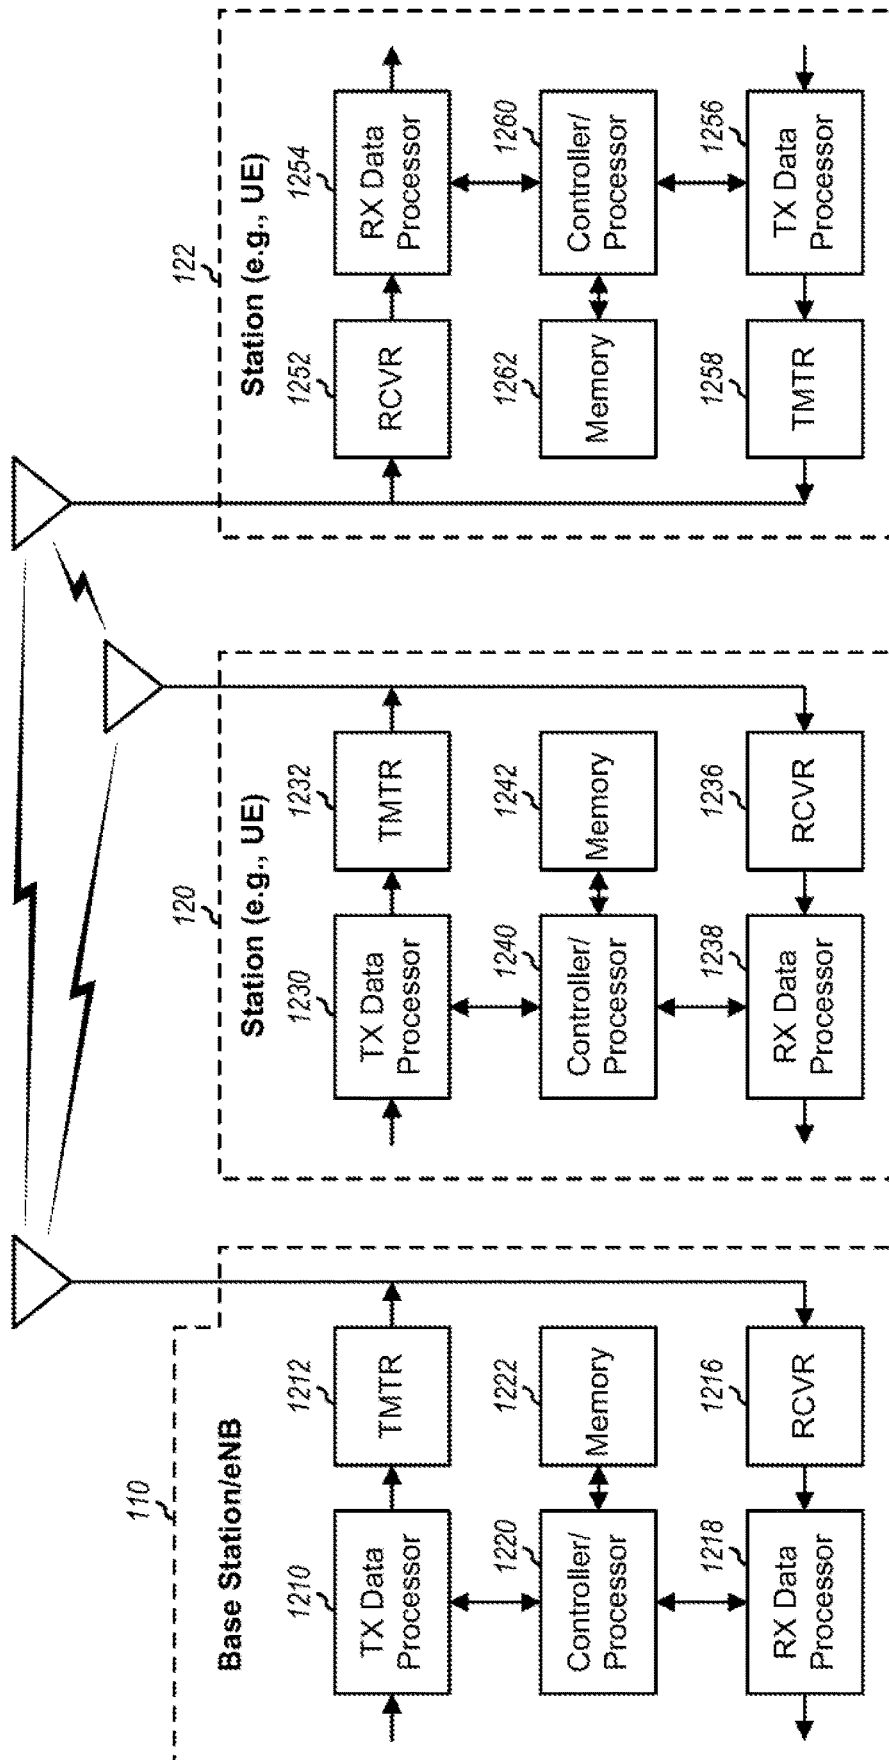 110
Base Station/eNB
1210
TX Data
Processor
1212
TMTR
1220
Controller/
Processor
1222
Memory
1218
RX Data
Processor
1216
RCVR
120
Station (e.g., UE)
1230
TX Data
Processor
1232
TMTR
1240
Controller/
Processor
1242
Memory
1238
RX Data
Processor
1236
RCVR
122
Station (e.g., UE)
1252
RCVR
1254
RX Data
Processor
1262
Memory
1260
Controller/
Processor
1258
TMTR
1256
TX Data
Processor